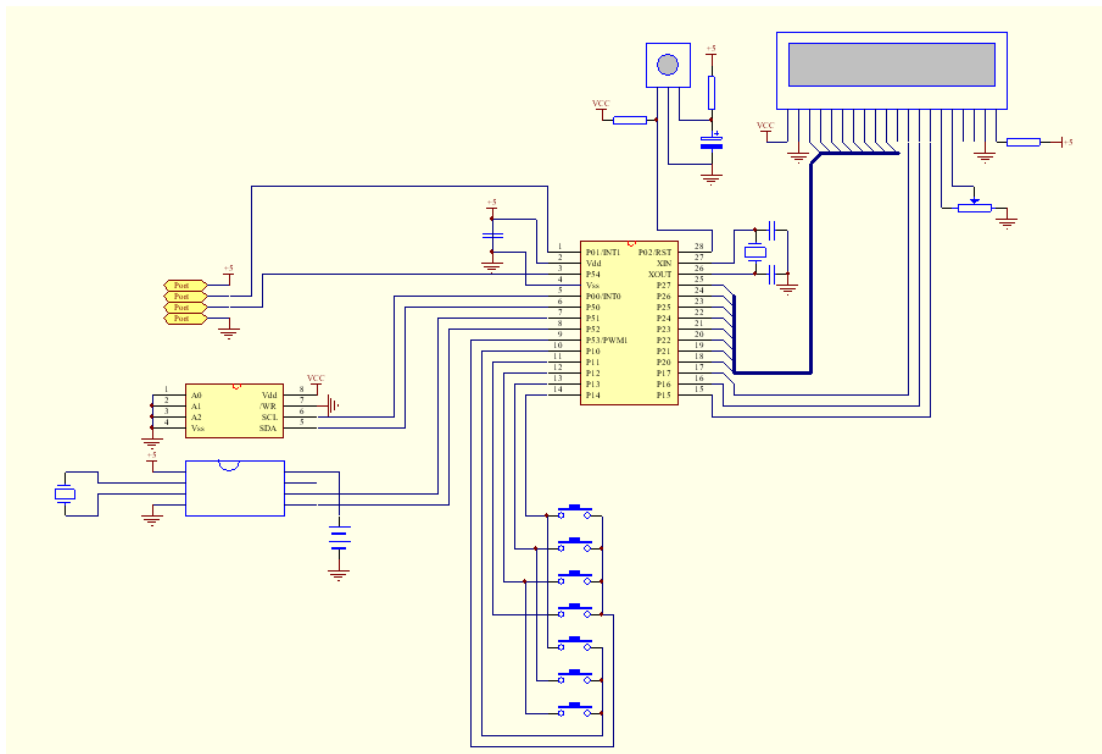 +5
VCC
VCC
+5
+5
+5
Port
Port
Port
Port
1 P01/INT1 P02/RST 28
2 Vdd XIN 27
3 P54 XOUT 26
4 Vss P27 25
5 P00/INT0 P26 24
6 P50 P25 23
7 P51 P24 22
8 P52 P23 21
9 P53/PWM1 P22 20
10 P10 P21 19
11 P11 P20 18
12 P12 P17 17
13 P13 P16 16
14 P14 P15 15
VCC
1 A0 Vdd 8
2 A1 /WR 7
3 A2 SCL 6
4 Vss SDA 5
+5